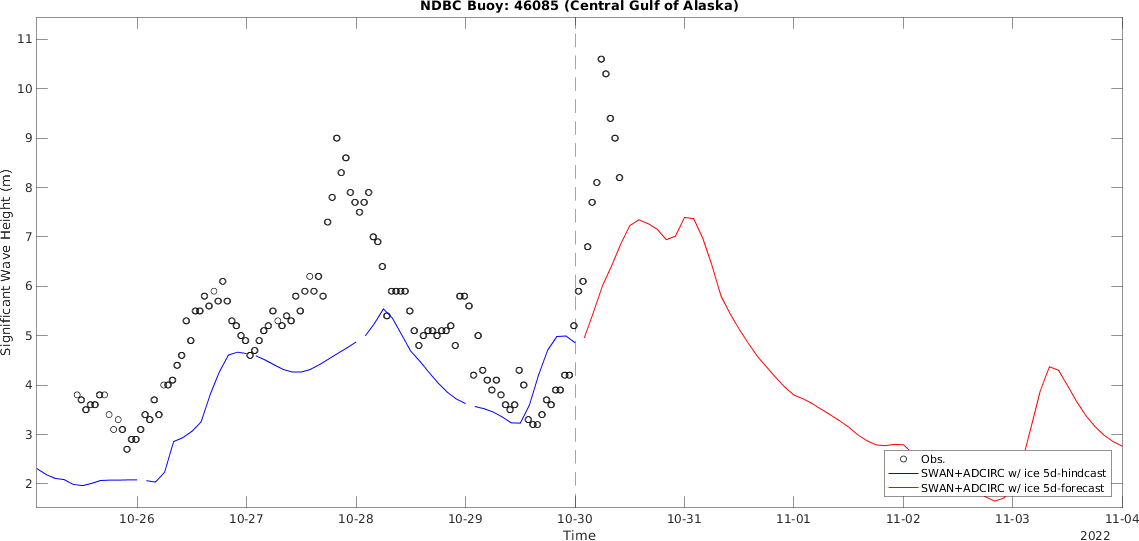 NDBC Buoy: 46085 (Central Gulf of Alaska)
11
10
9
8
7
6
5
4
3
2
Significant Wave Height (m)
Obs.
SWAN+ADCIRC w/ ice 5d-hindcast
SWAN+ADCIRC w/ ice 5d-forecast
10-26 10-27 10-28 10-29 10-30 10-31 11-01 11-02 11-03 11-04
Time
2022